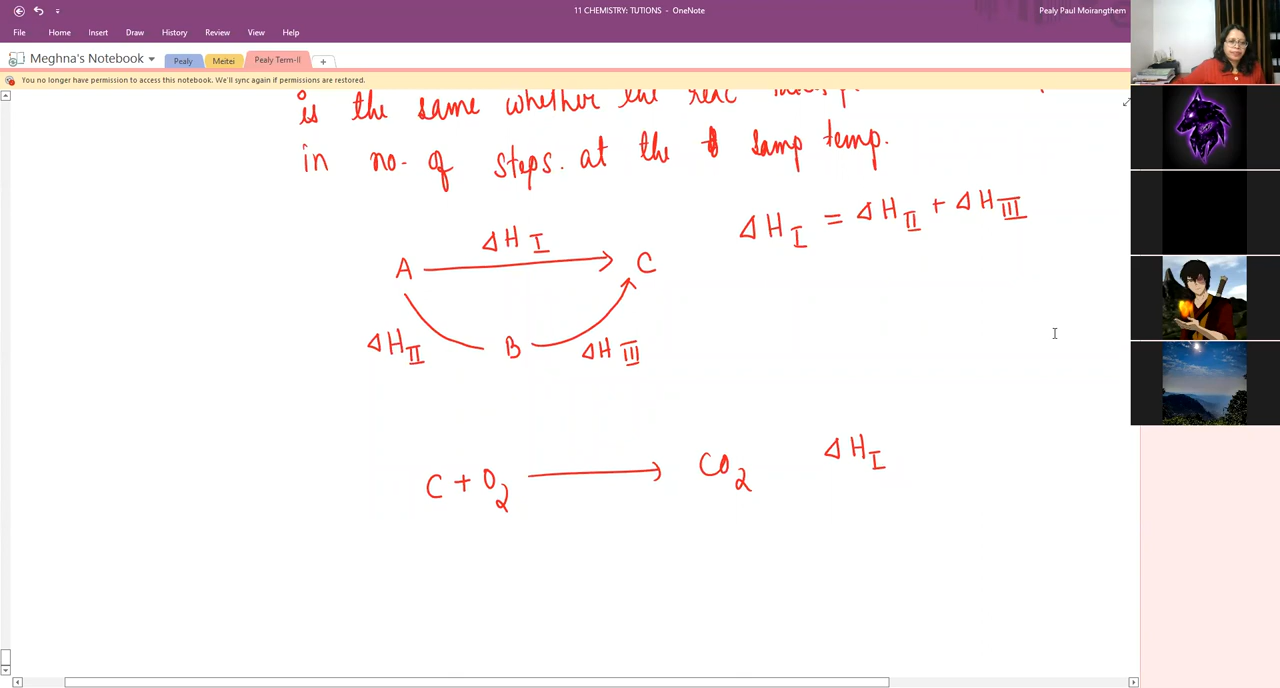 11 CHEMISTRY: TUTIONS - OneNote
Pealy Paul Moirangthem
File Home Insert Draw History Review View Help
Meghna's Notebook Pealy Meitei Pealy Term-II
You no longer have permission to access this notebook. We'll sync again if permissions are restored.
is the same whether the
in no. of steps. at the samp temp.
ΔH I
ΔH I = ΔH II + ΔH III
A → C
ΔH II B ΔH III
C + O2 → CO2 ΔH I